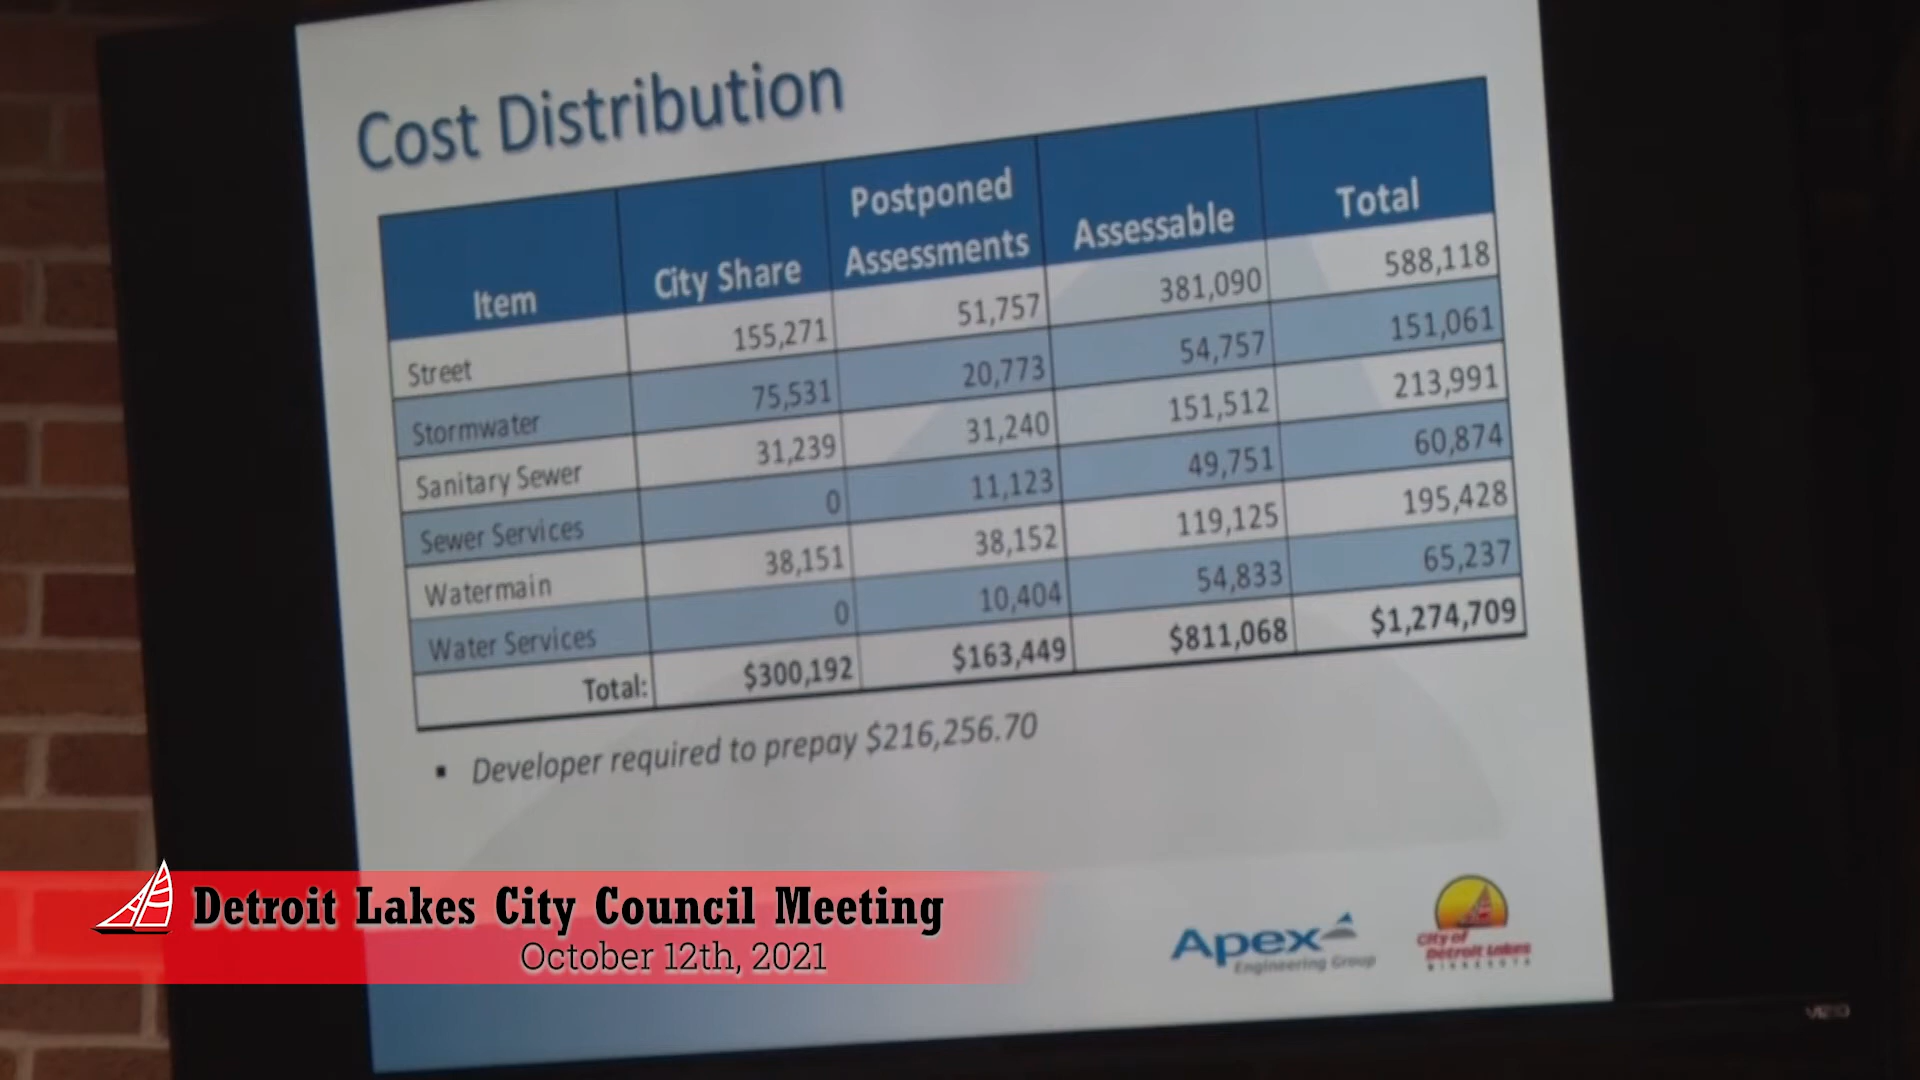 Cost Distribution
Item City Share Postponed Assessments Assessable Total
Street 155,271 51,757 381,090 588,118
Stormwater 75,531 20,773 54,757 151,061
Sanitary Sewer 31,239 31,240 151,512 213,991
Sewer Services 0 11,123 49,751 60,874
Watermain 38,151 38,152 119,125 195,428
Water Services 0 10,404 54,833 65,237
Total: $300,192 $163,449 $811,068 $1,274,709
▪ Developer required to prepay $216,256.70
Detroit Lakes City Council Meeting
October 12th, 2021
Apex
Engineering Group
City of
Detroit Lakes
MINNESOTA
VIZIO